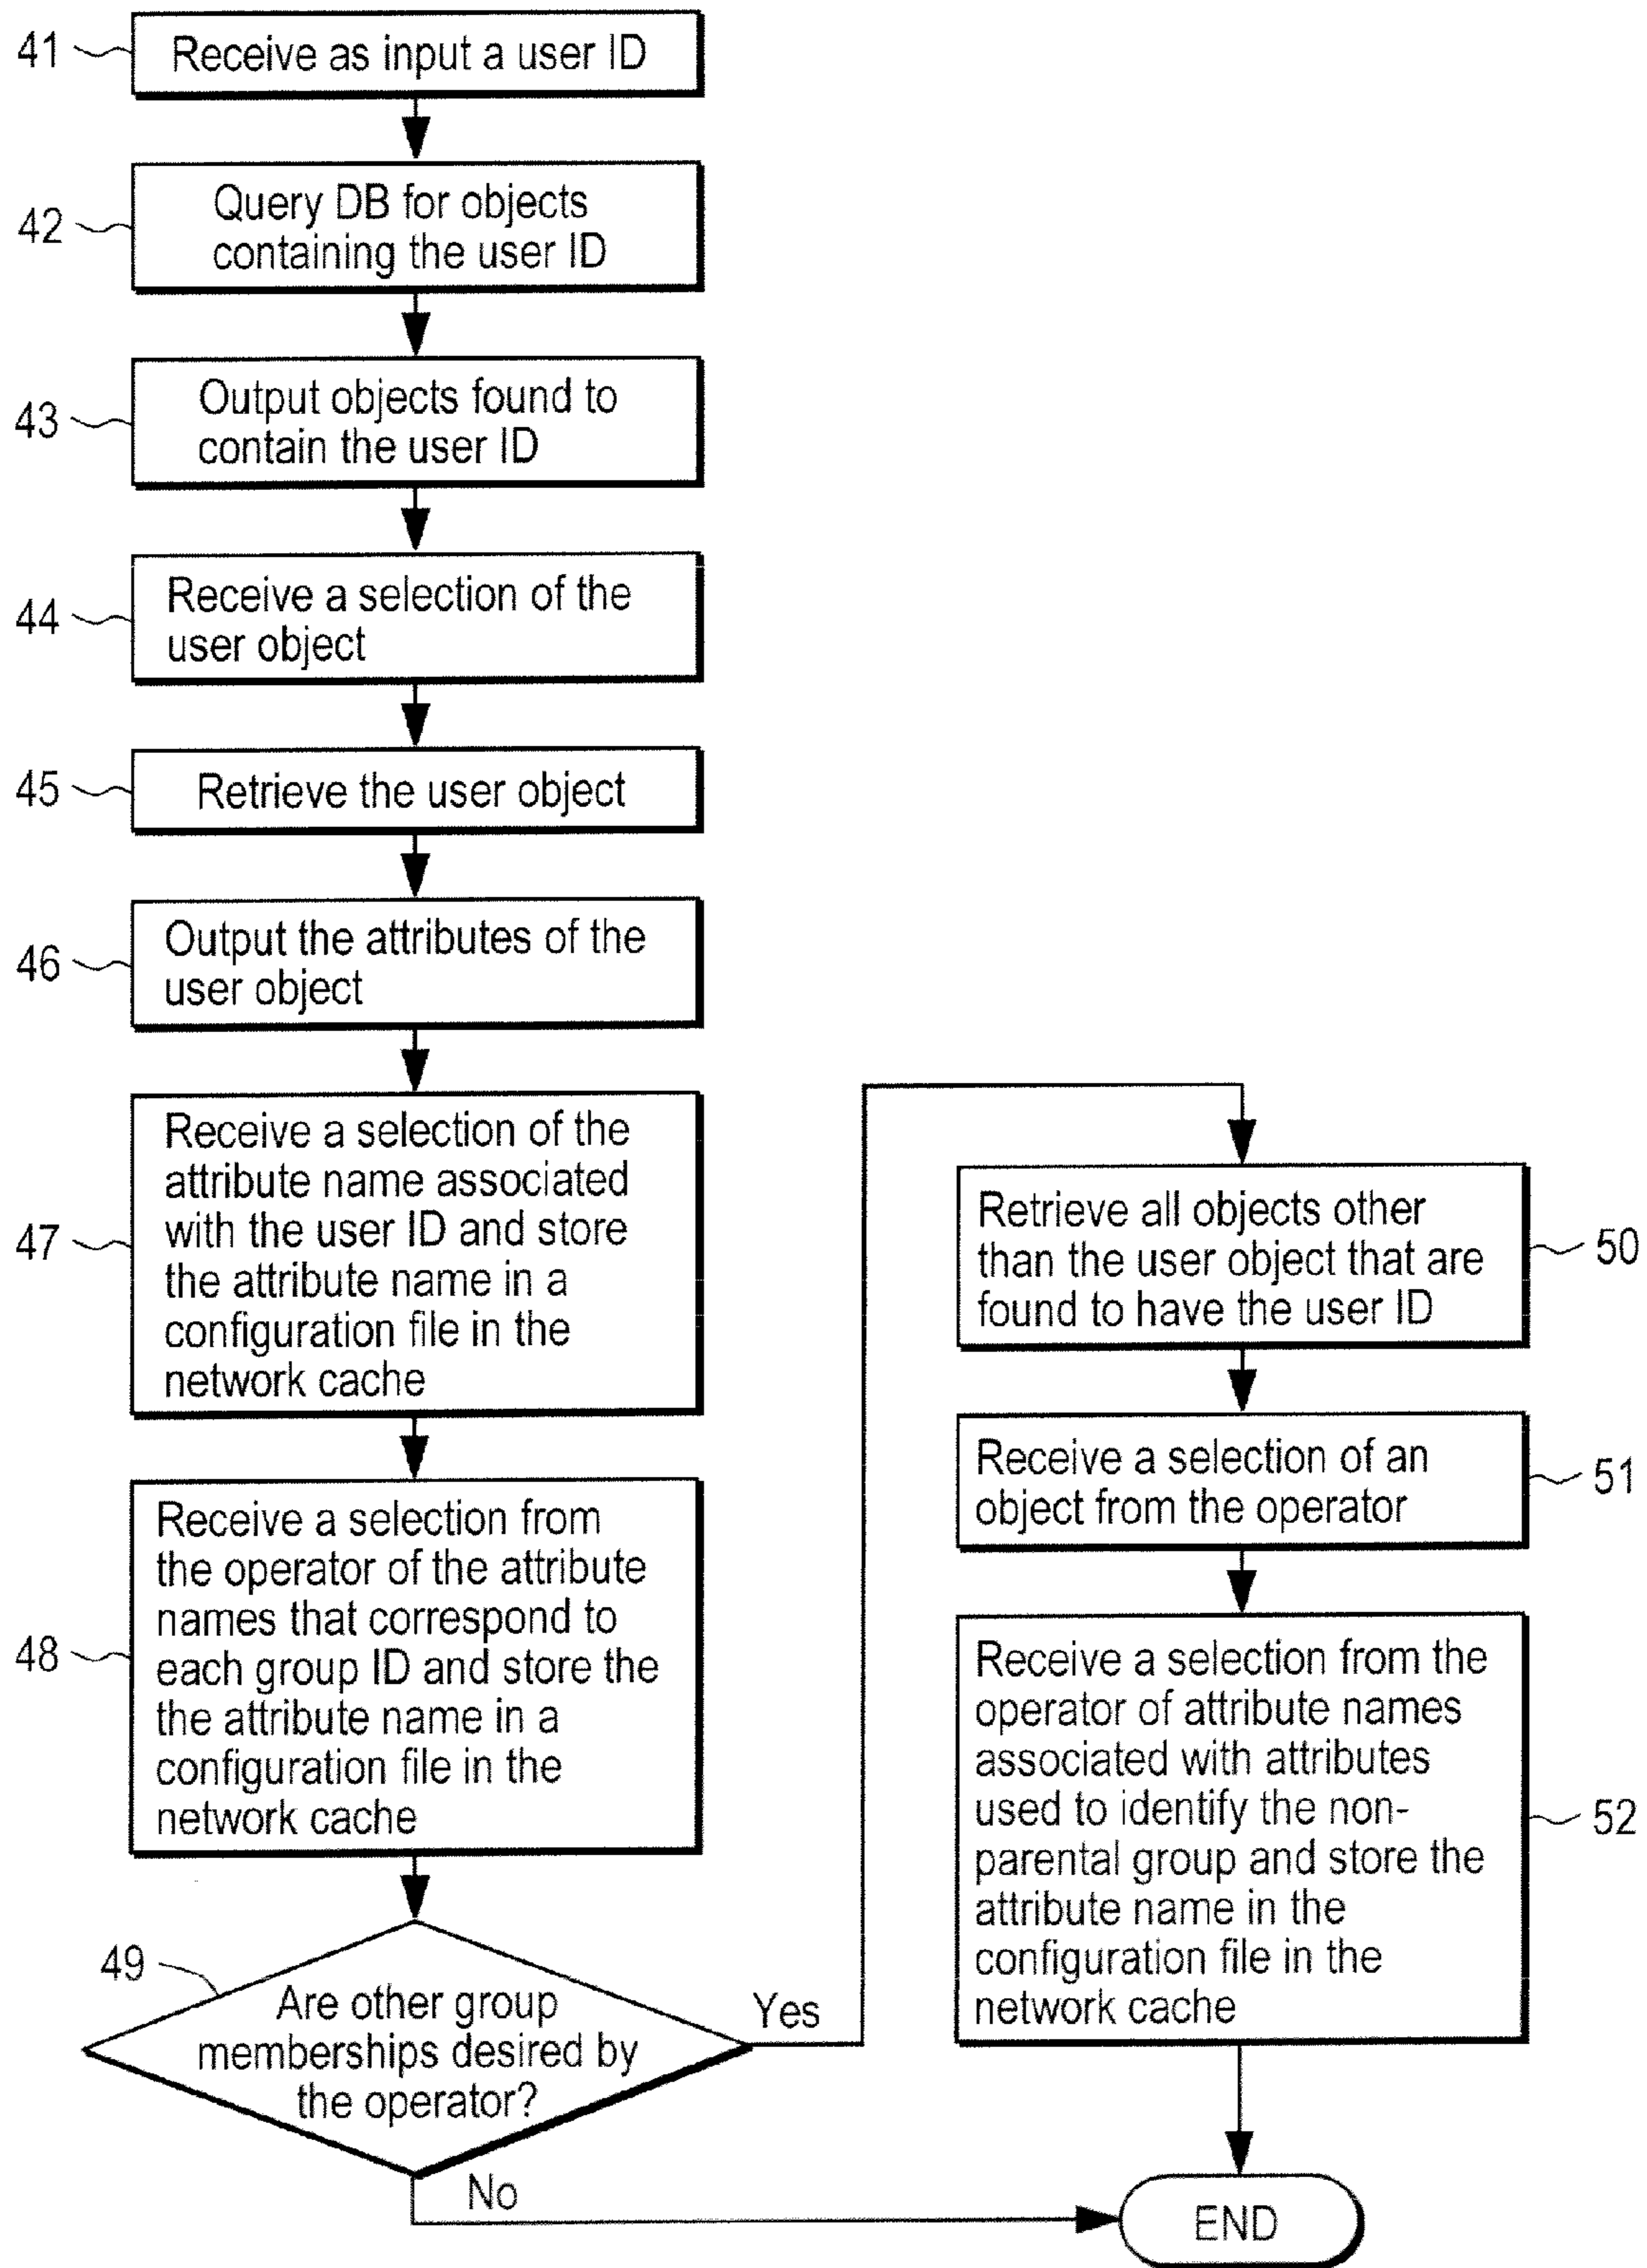 41
Receive as input a user ID
42
Query DB for objects
containing the user ID
43
Output objects found to
contain the user ID
44
Receive a selection of the
user object
45
Retrieve the user object
46
Output the attributes of the
user object
47
Receive a selection of the
attribute name associated
with the user ID and store
the attribute name in a
configuration file in the
network cache
48
Receive a selection from
the operator of the attribute
names that correspond to
each group ID and store the
the attribute name in a
configuration file in the
network cache
49
Are other group
memberships desired by
the operator?
Yes
No
Retrieve all objects other
than the user object that are
found to have the user ID
50
Receive a selection of an
object from the operator
51
Receive a selection from the
operator of attribute names
associated with attributes
used to identify the non-
parental group and store the
attribute name in the
configuration file in the
network cache
52
END